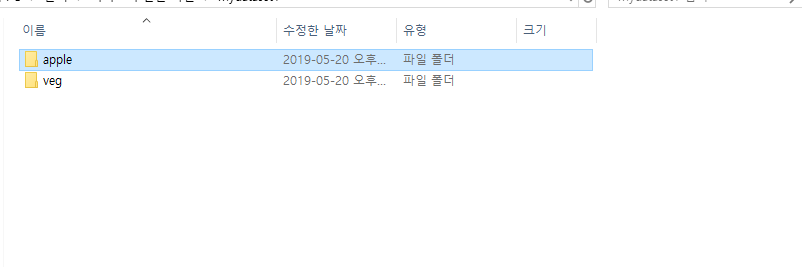 이름 수정한 날짜 유형 크기
apple 2019-05-20 오후... 파일 폴더
veg 2019-05-20 오후... 파일 폴더